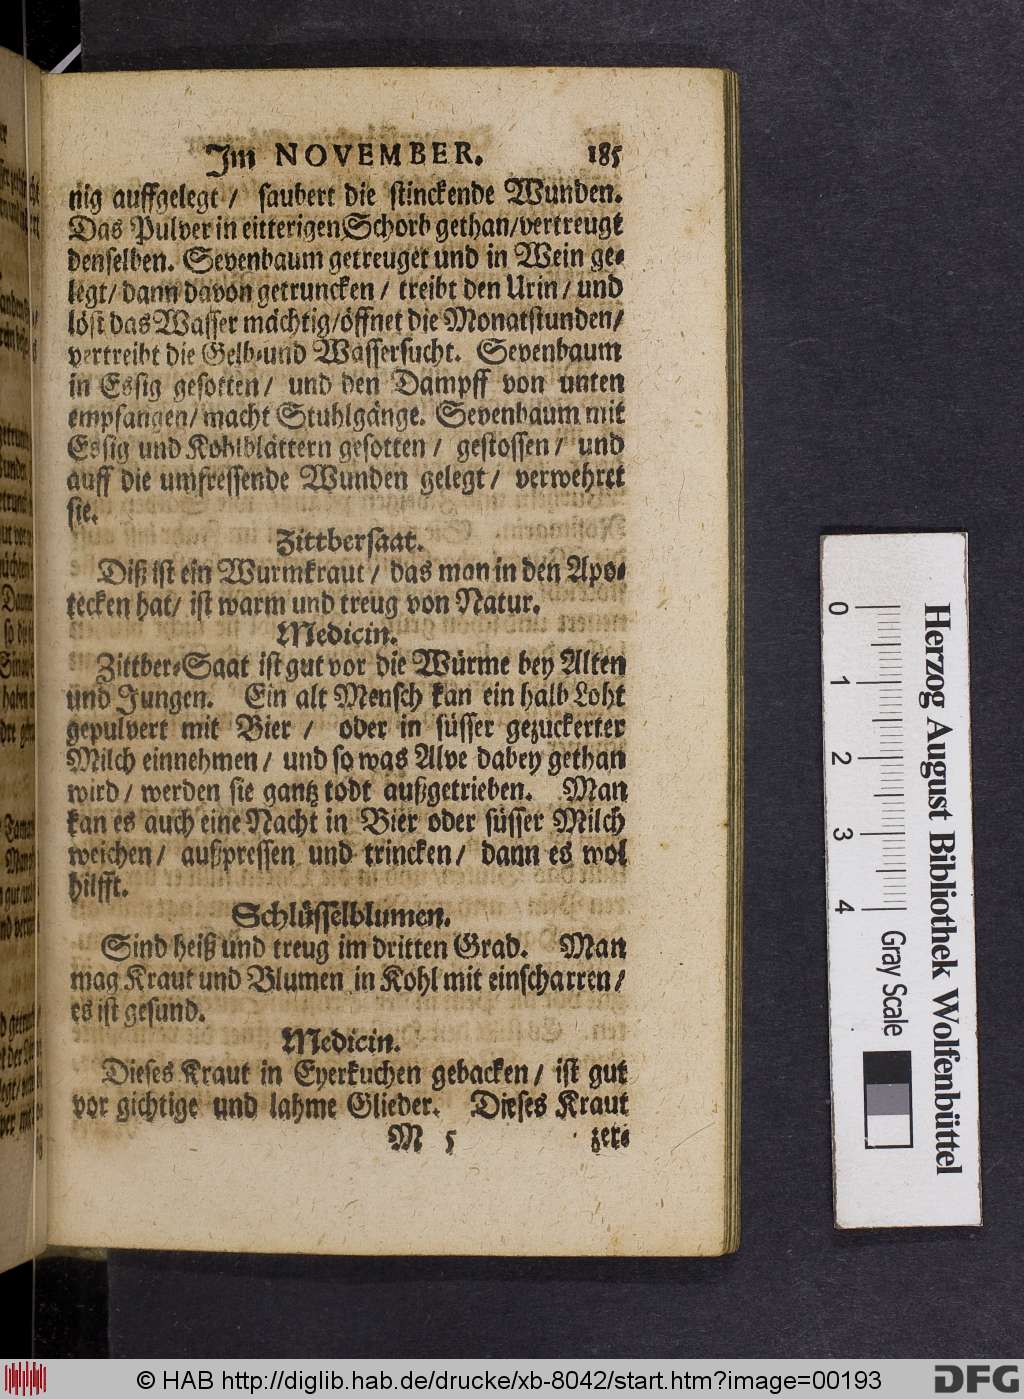 Im NOVEMBER. 185
nig auffgelegt / saubert die stinckende Wunden.
Das Pulver in eitterigen Schorb gethan/vertreugt
denselben. Sevenbaum getreuget und in Wein ge-
legt/ dann davon getruncken / treibt den Urin / und
löst das Wasser mächtig/öffnet die Monatstunden/
vertreibt die Gelb-und Wassersucht. Sevenbaum
in Essig gesotten / und den Dampff von unten
empfangen/ macht Stuhlgänge. Sevenbaum mit
Essig und Kohlblättern gesotten / gestossen / und
auff die umfressende Wunden gelegt / verwehret
sie.
Zittbersaat.
Diß ist ein Wurmkraut / das man in den Apo-
tecken hat/ ist warm und treug von Natur.
Medicin.
Zittber-Saat ist gut vor die Würme bey Alten
und Jungen. Ein alt Mensch kan ein halb Loht
gepulvert mit Bier / oder in süsser gezuckerter
Milch einnehmen / und so was Alve dabey gethan
wird / werden sie gantz todt außgetrieben. Man
kan es auch eine Nacht in Bier oder süsser Milch
weichen / außpressen und trincken / dann es wol
hilfft.
Schlüsselblumen.
Sind heiß und treug im dritten Grad. Man
mag Kraut und Blumen in Kohl mit einscharren /
es ist gesund.
Medicin.
Dieses Kraut in Eyerkuchen gebacken / ist gut
vor gichtige und lahme Glieder. Dieses Kraut
M 5 zer-
0 1 2 3 4
Gray Scale
Herzog August Bibliothek Wolfenbüttel
© HAB http://diglib.hab.de/drucke/xb-8042/start.htm?image=00193
DFG